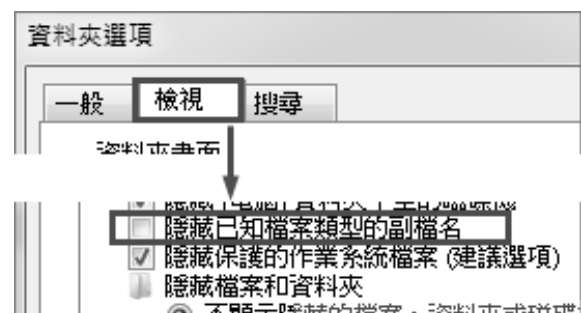 資料夾選項
一般 檢視 搜尋
資料夾畫面
隱藏已知檔案類型的副檔名
隱藏保護的作業系統檔案 (建議選項)
隱藏檔案和資料夾